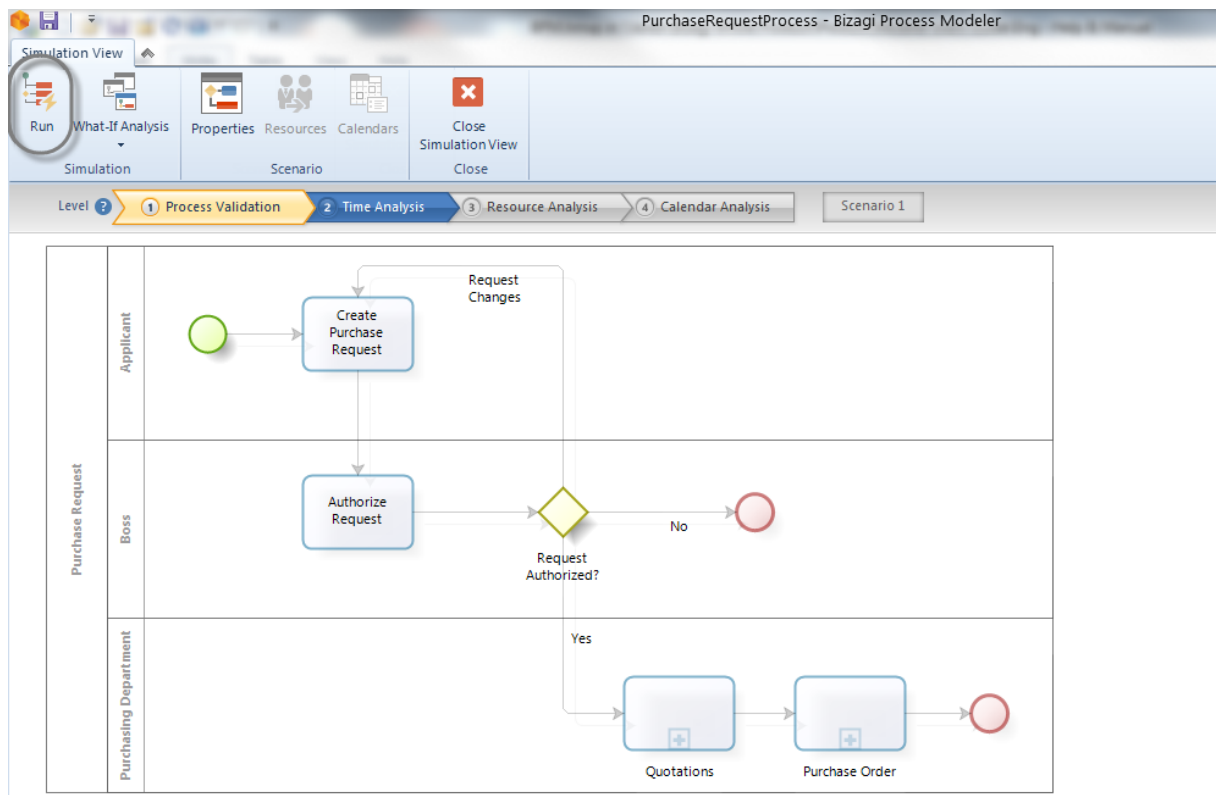 PurchaseRequestProcess - Bizagi Process Modeler
Simulation View
Run
What-If Analysis
Properties
Resources
Calendars
Close
Simulation View
Simulation
Scenario
Close
Level ?
1 Process Validation
2 Time Analysis
3 Resource Analysis
4 Calendar Analysis
Scenario 1
Purchase Request
Applicant
Request
Changes
Create
Purchase
Request
Boss
Authorize
Request
No
Request
Authorized?
Purchasing Department
Yes
Quotations
Purchase Order